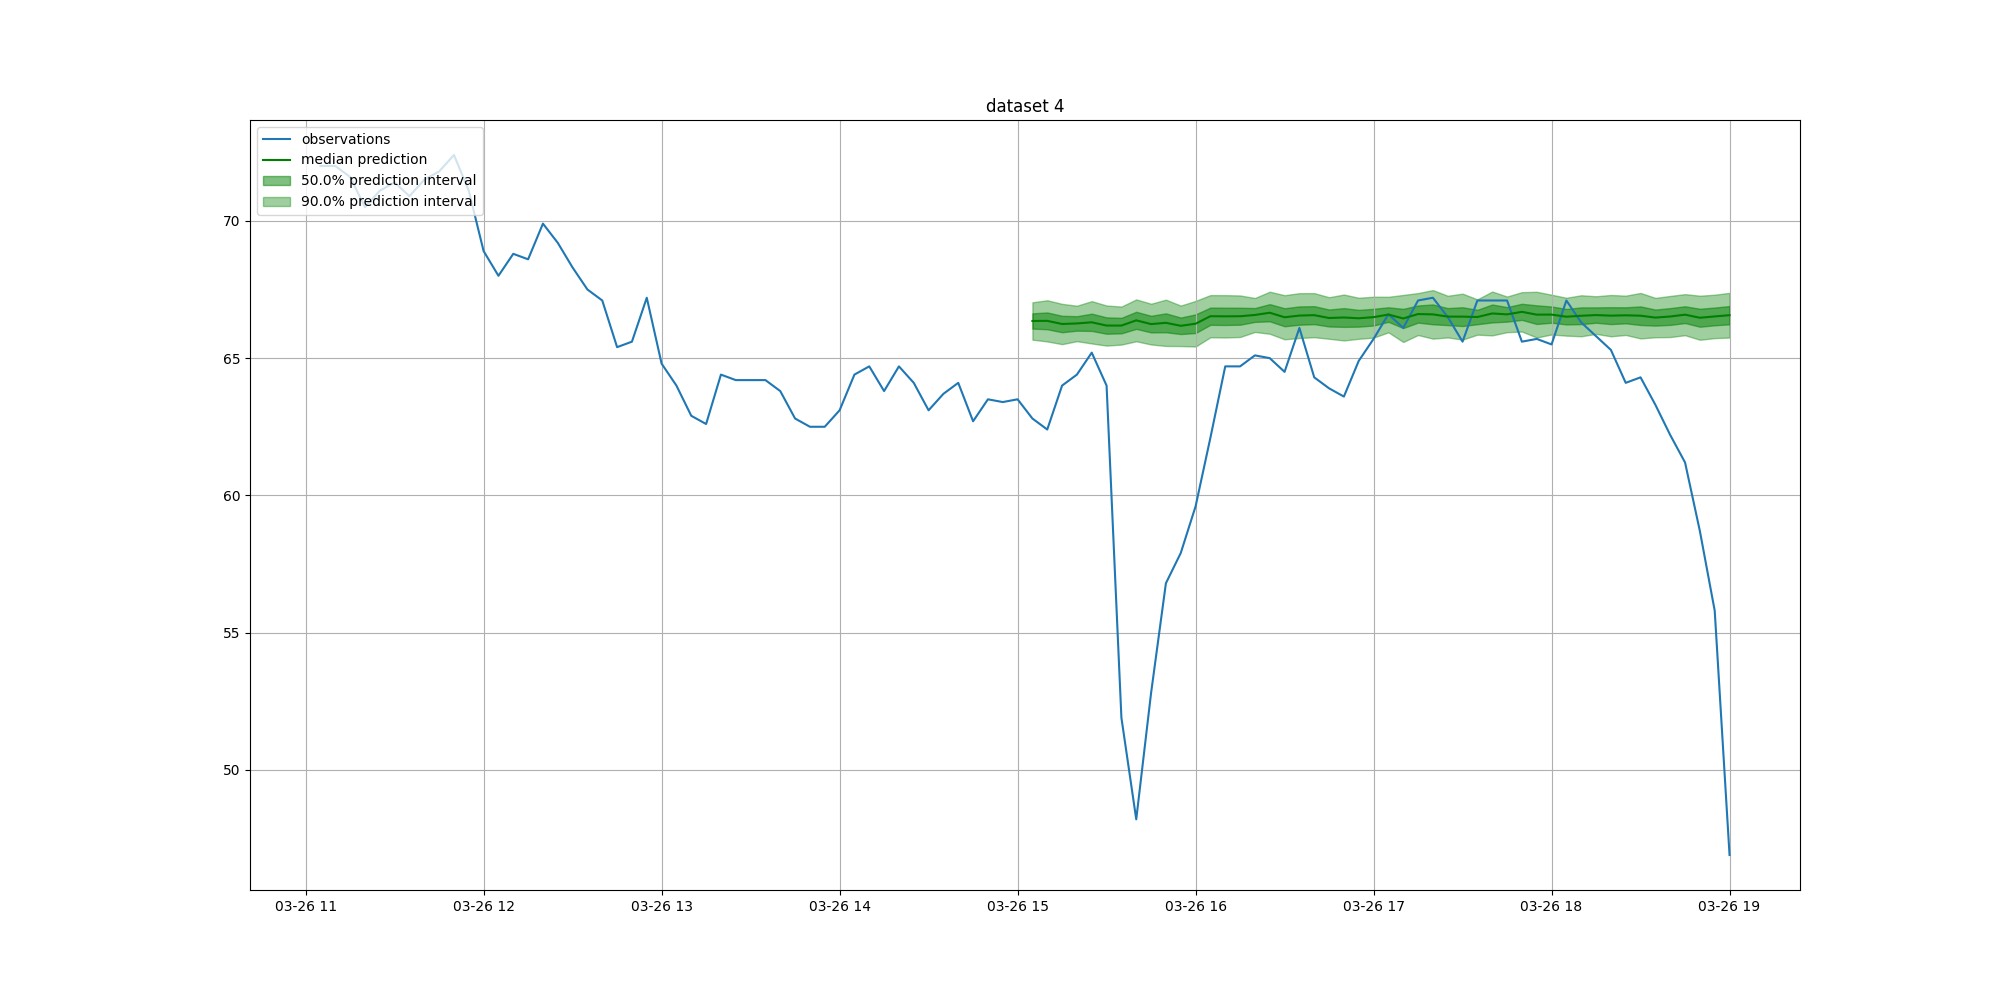 dataset 4
observations
median prediction
50.0% prediction interval
90.0% prediction interval
70
65
60
55
50
03-26 11
03-26 12
03-26 13
03-26 14
03-26 15
03-26 16
03-26 17
03-26 18
03-26 19